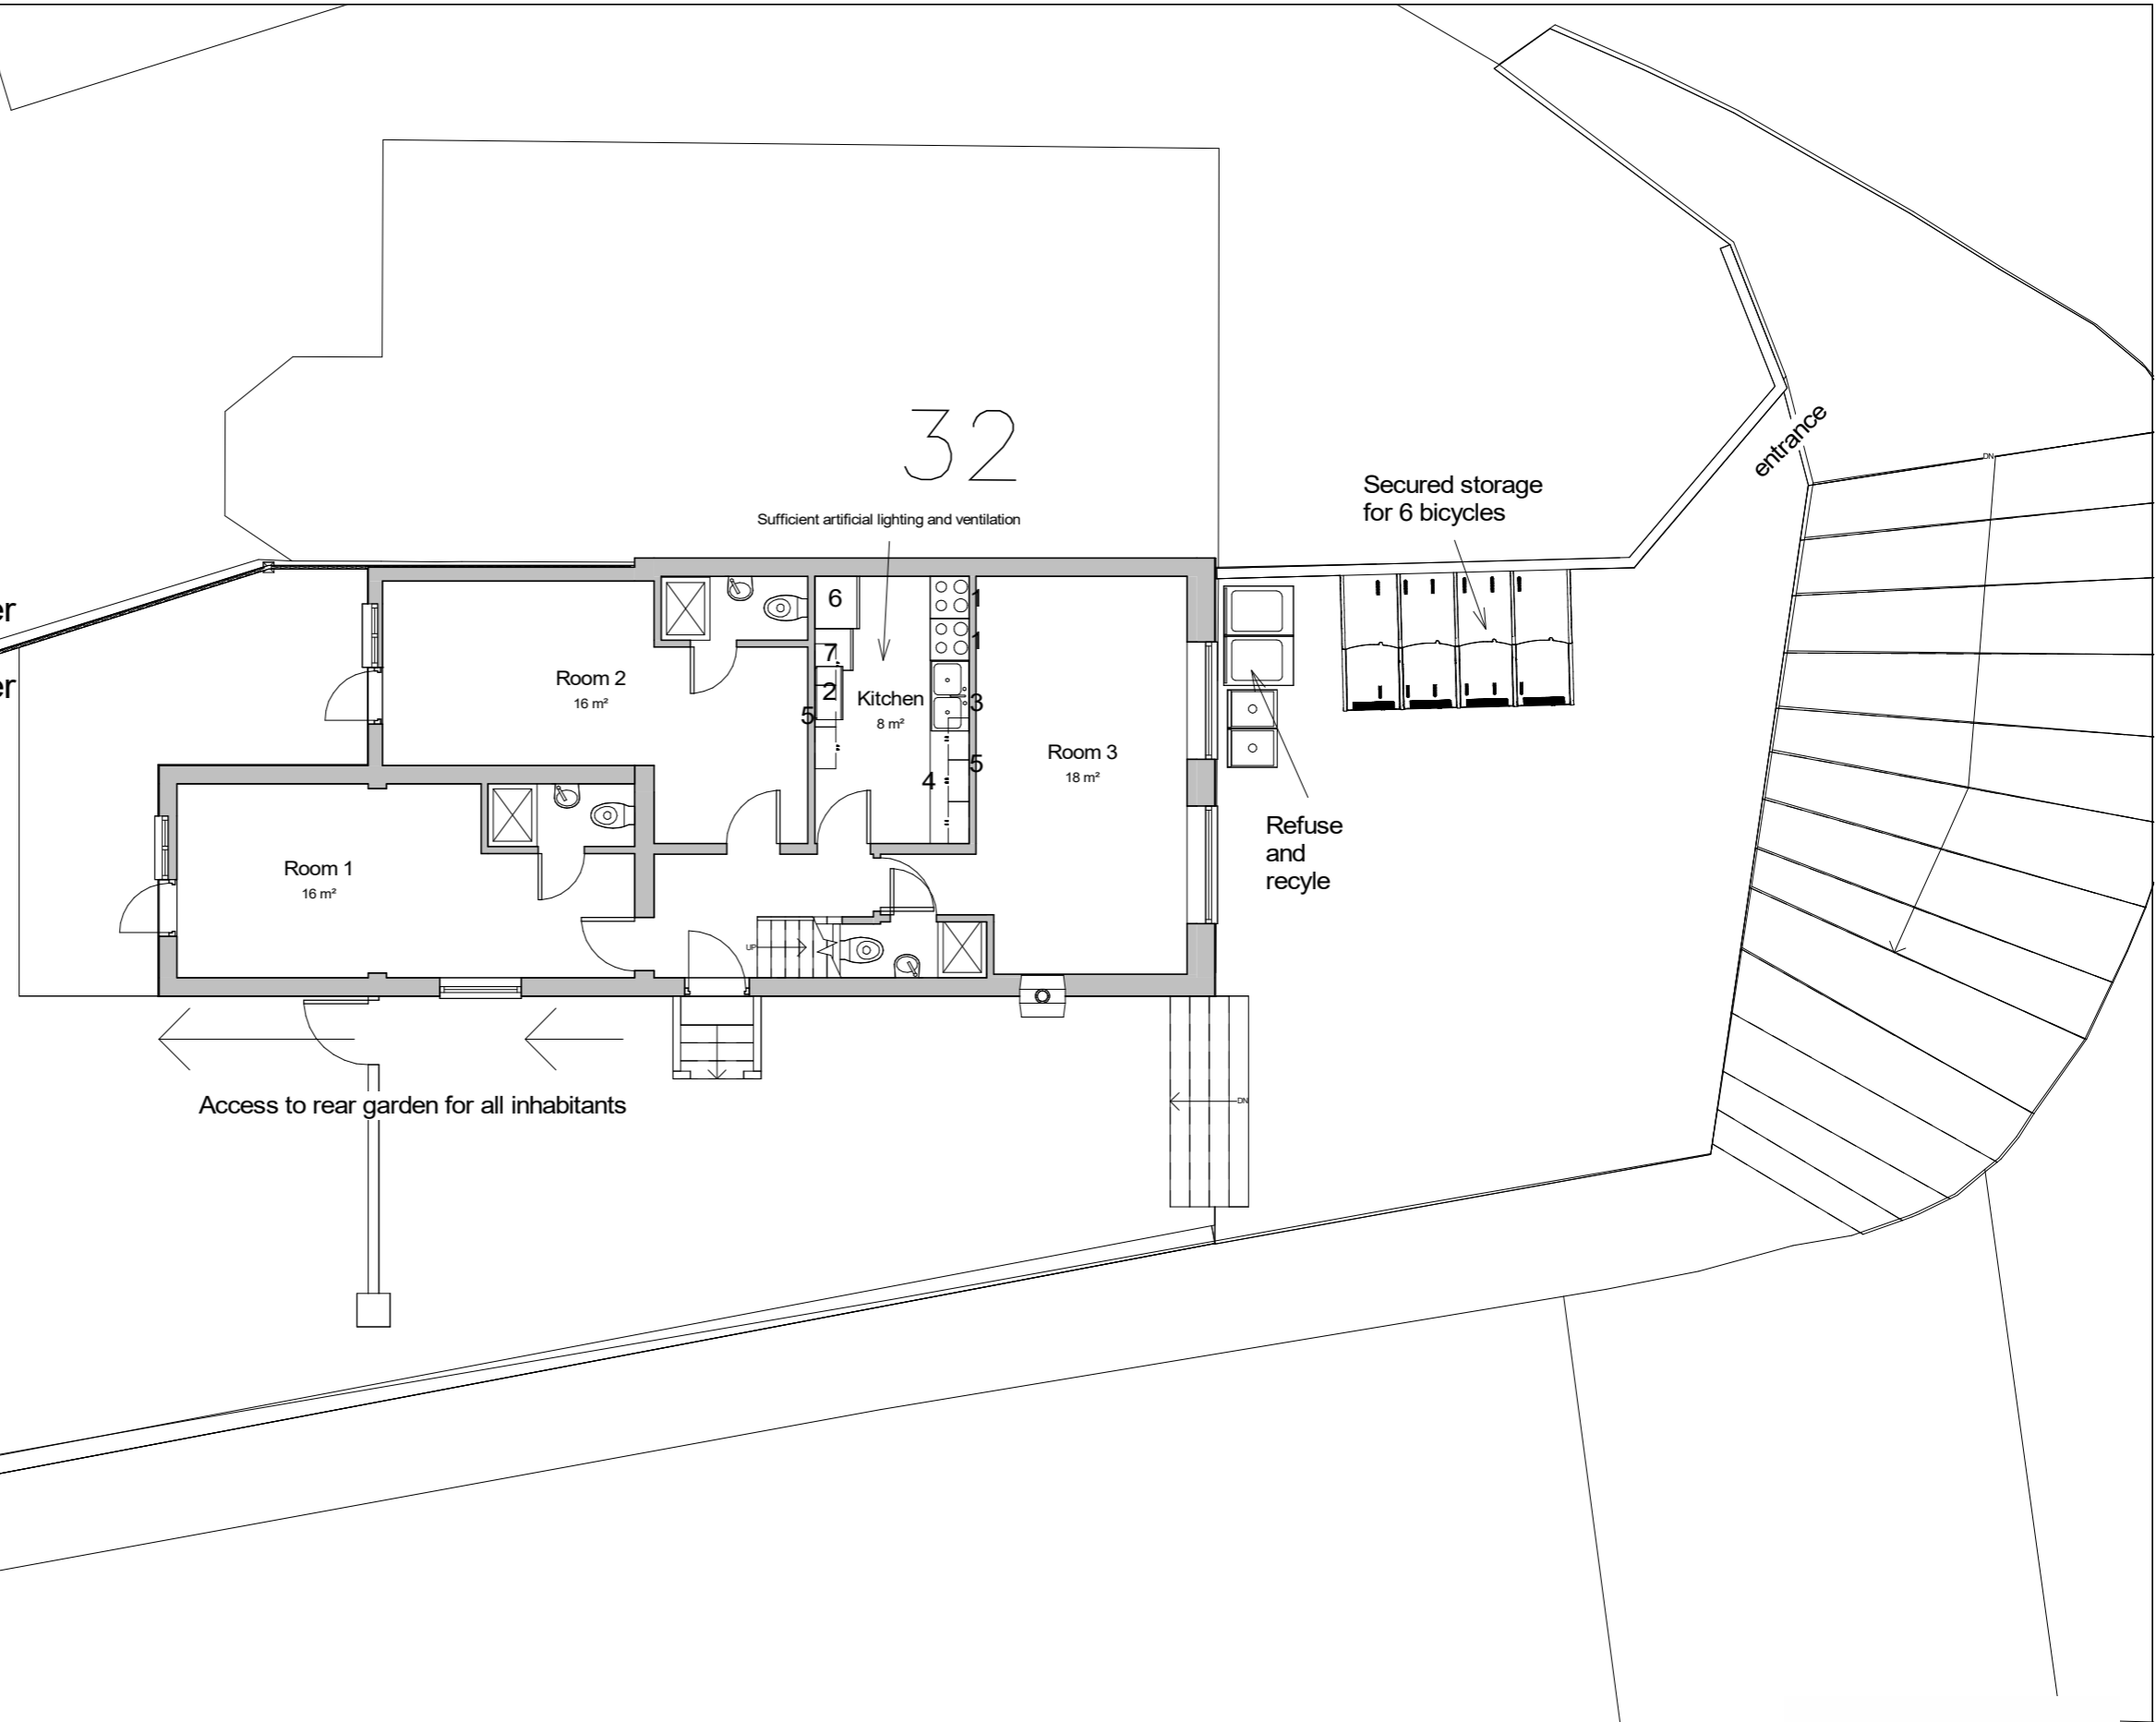 32
entrance
DN
Secured storage
for 6 bicycles
Sufficient artificial lighting and ventilation
er
er
6
1
1
7
2
5
3
5
4
Room 2
16 m²
Kitchen
8 m²
Room 3
18 m²
Room 1
16 m²
Refuse
and
recyle
UP
DN
Access to rear garden for all inhabitants